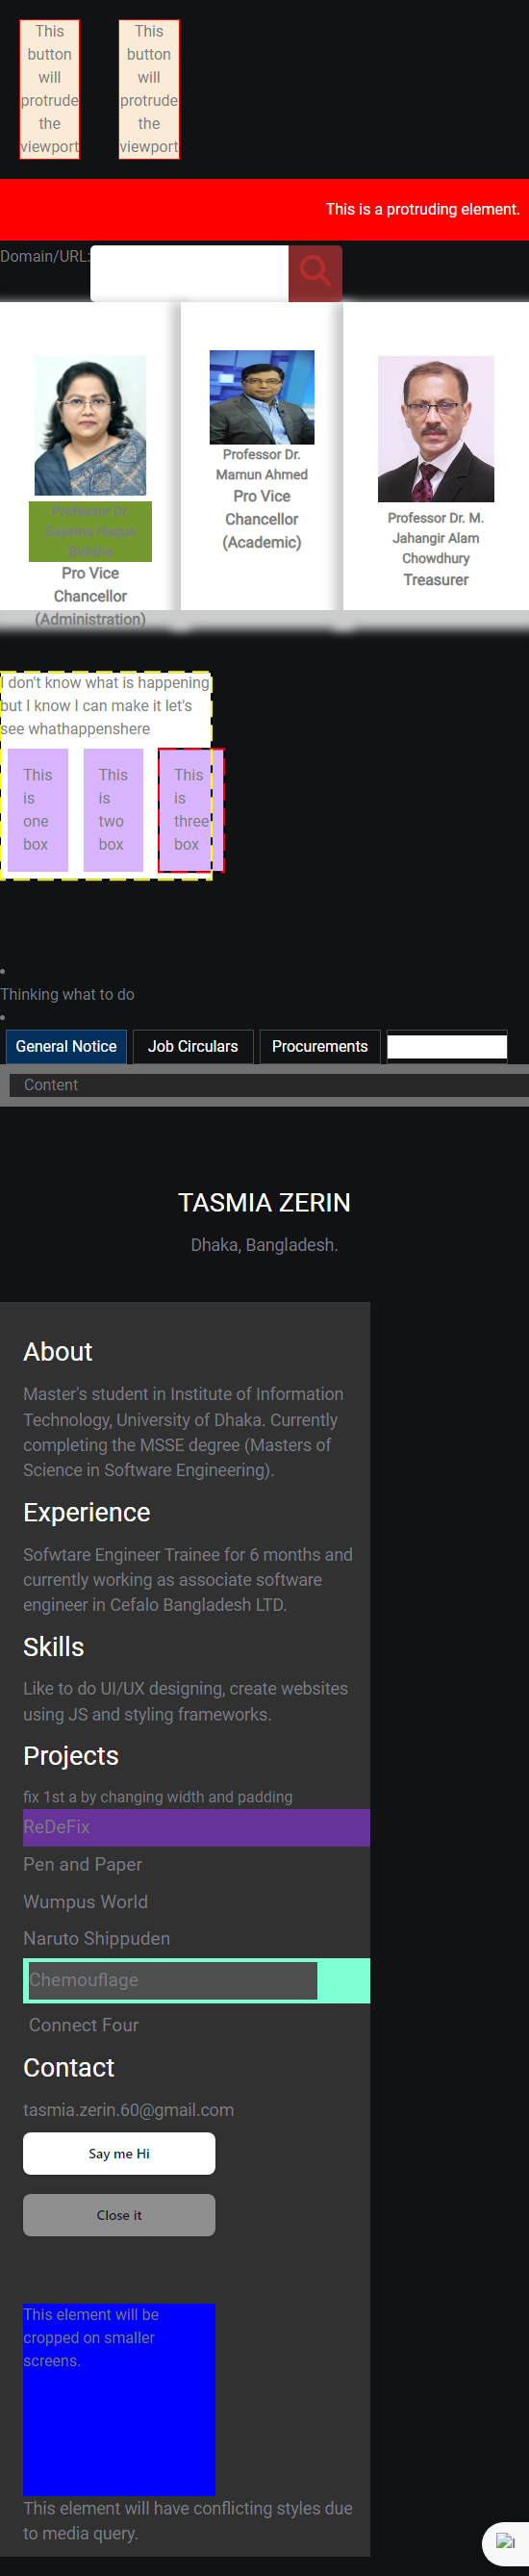 This
button
will
protrude
the
viewport
This
button
will
protrude
the
viewport
This is a protruding element.
Domain/URL:
Professor Dr.
Sayema Haque
Bidisha
Pro Vice
Chancellor
(Administration)
Professor Dr.
Mamun Ahmed
Pro Vice
Chancellor
(Academic)
Professor Dr. M.
Jahangir Alam
Chowdhury
Treasurer
I don't know what is happening
but I know I can make it let's
see whathappenshere
This
is
one
box
This
is
two
box
This
is
three
box
Thinking what to do
General Notice
Job Circulars
Procurements
Content
TASMIA ZERIN
Dhaka, Bangladesh.
About
Master's student in Institute of Information
Technology, University of Dhaka. Currently
completing the MSSE degree (Masters of
Science in Software Engineering).
Experience
Sofwtare Engineer Trainee for 6 months and
currently working as associate software
engineer in Cefalo Bangladesh LTD.
Skills
Like to do UI/UX designing, create websites
using JS and styling frameworks.
Projects
fix 1st a by changing width and padding
ReDeFix
Pen and Paper
Wumpus World
Naruto Shippuden
Chemouflage
Connect Four
Contact
tasmia.zerin.60@gmail.com
Say me Hi
Close it
This element will be
cropped on smaller
screens.
This element will have conflicting styles due
to media query.